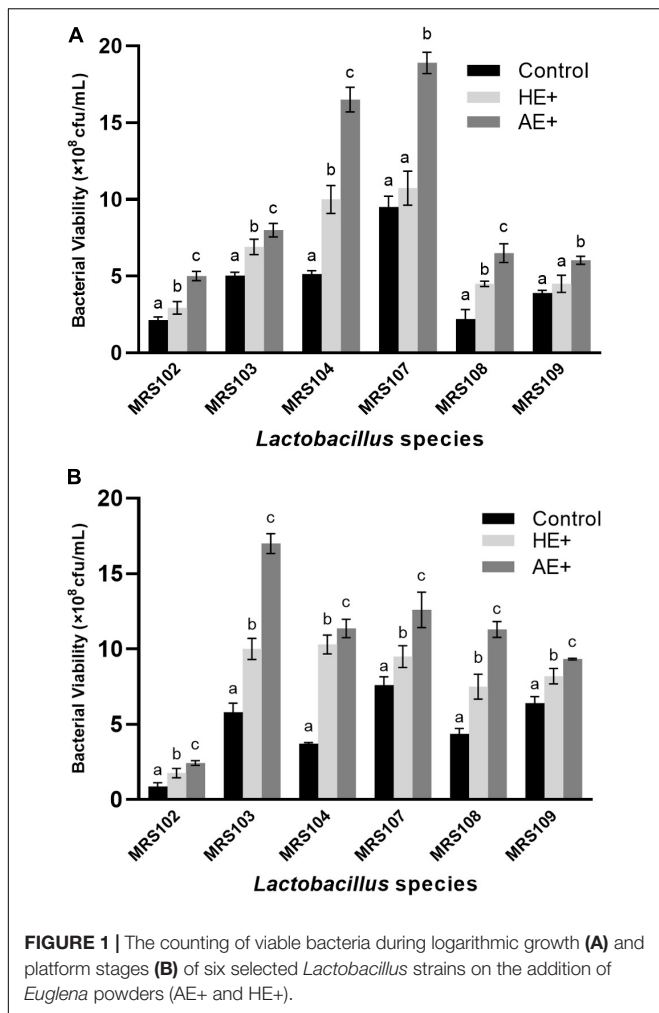 A
20
15
10
5
0
Bacterial Viability (×10⁸ cfu/mL)
Control
HE+
AE+
a b c
a b c
a b c
a a b
a b c
a a b
MRS102 MRS103 MRS104 MRS107 MRS108 MRS109
Lactobacillus species
B
20
15
10
5
0
Bacterial Viability (×10⁸ cfu/mL)
Control
HE+
AE+
a b c
a b c
a b c
a b c
a b c
a b c
MRS102 MRS103 MRS104 MRS107 MRS108 MRS109
Lactobacillus species
FIGURE 1 | The counting of viable bacteria during logarithmic growth (A) and
platform stages (B) of six selected Lactobacillus strains on the addition of
Euglena powders (AE+ and HE+).